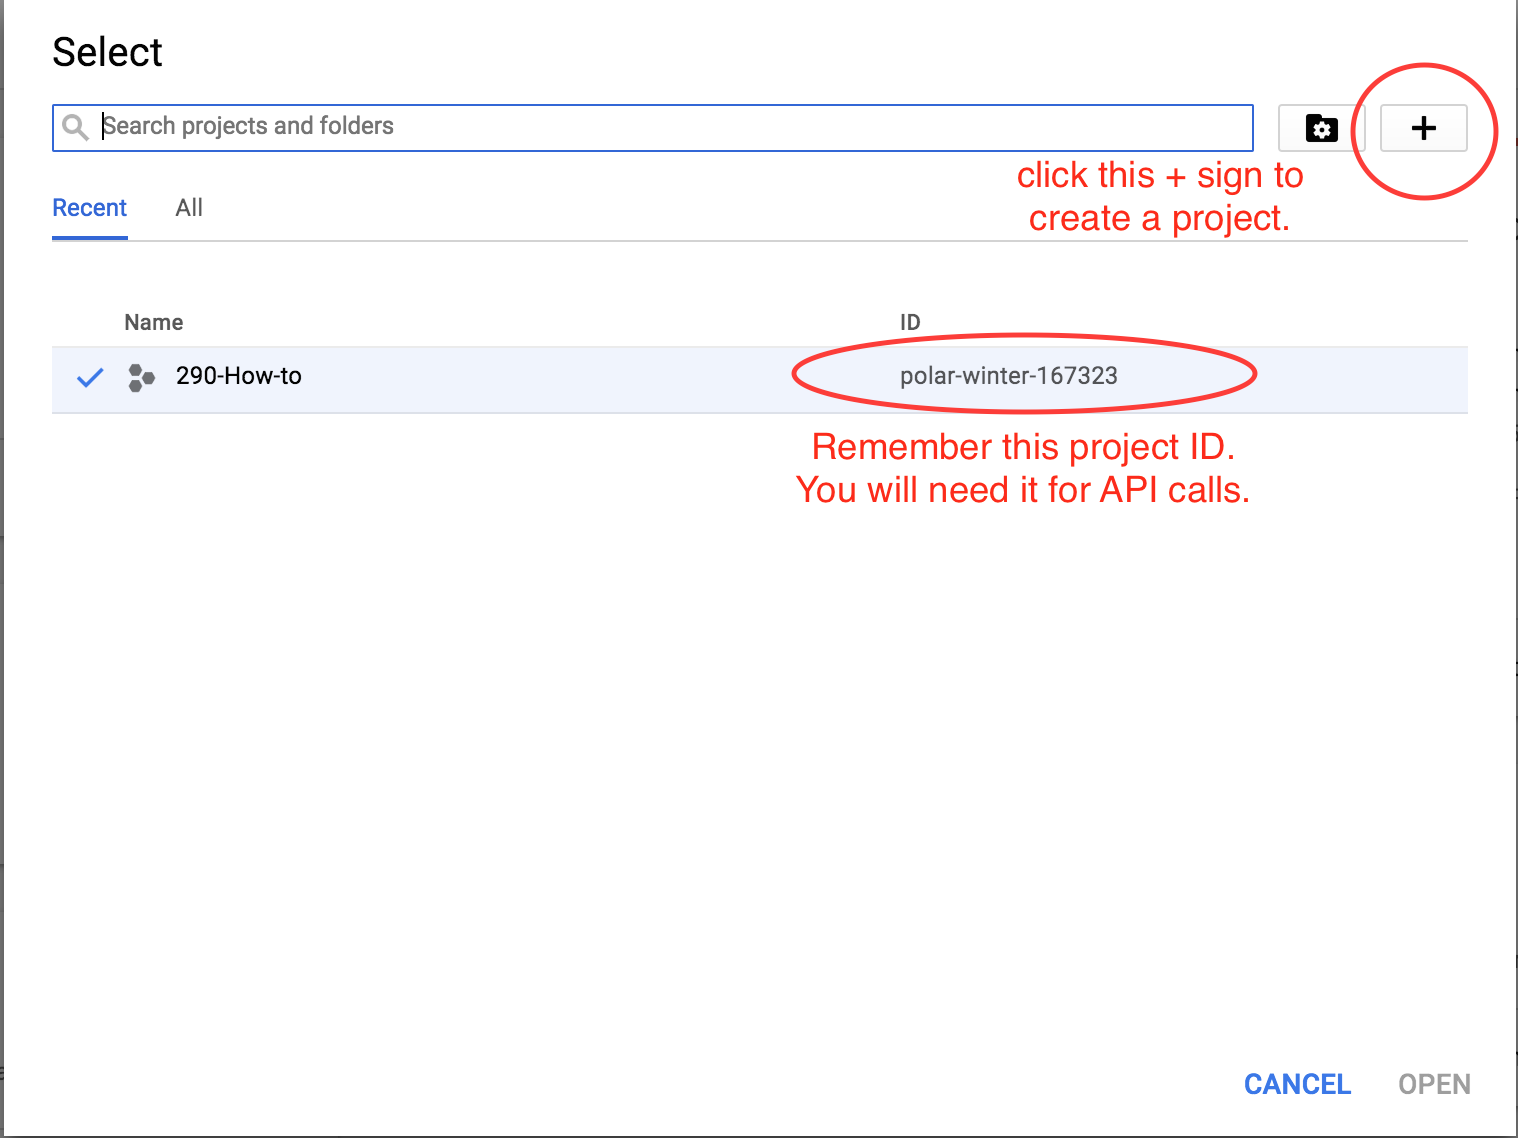 Select
Search projects and folders
+
click this + sign to
create a project.
Recent All
Name ID
290-How-to polar-winter-167323
Remember this project ID.
You will need it for API calls.
CANCEL OPEN